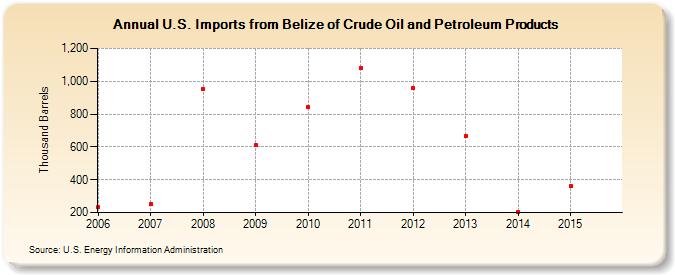 Annual U.S. Imports from Belize of Crude Oil and Petroleum Products
Thousand Barrels
1,200
1,000
800
600
400
200
2006 2007 2008 2009 2010 2011 2012 2013 2014 2015
Source: U.S. Energy Information Administration